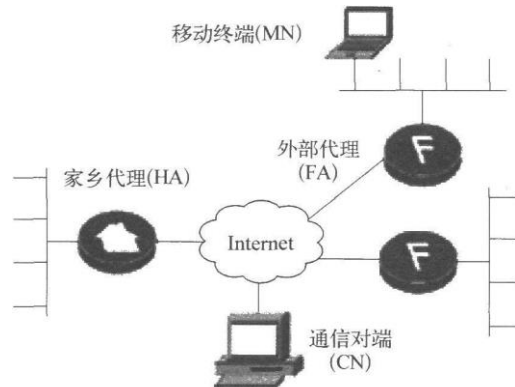 移动终端(MN)
外部代理
(FA)
家乡代理(HA)
F
Internet
F
通信对端
(CN)